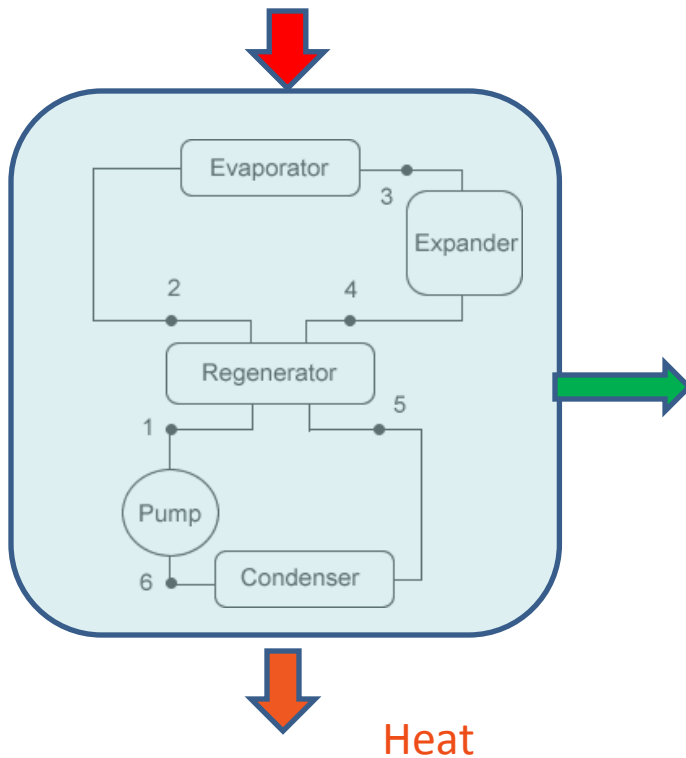 Evaporator
3
Expander
2
4
Regenerator
5
1
Pump
6
Condenser
Heat